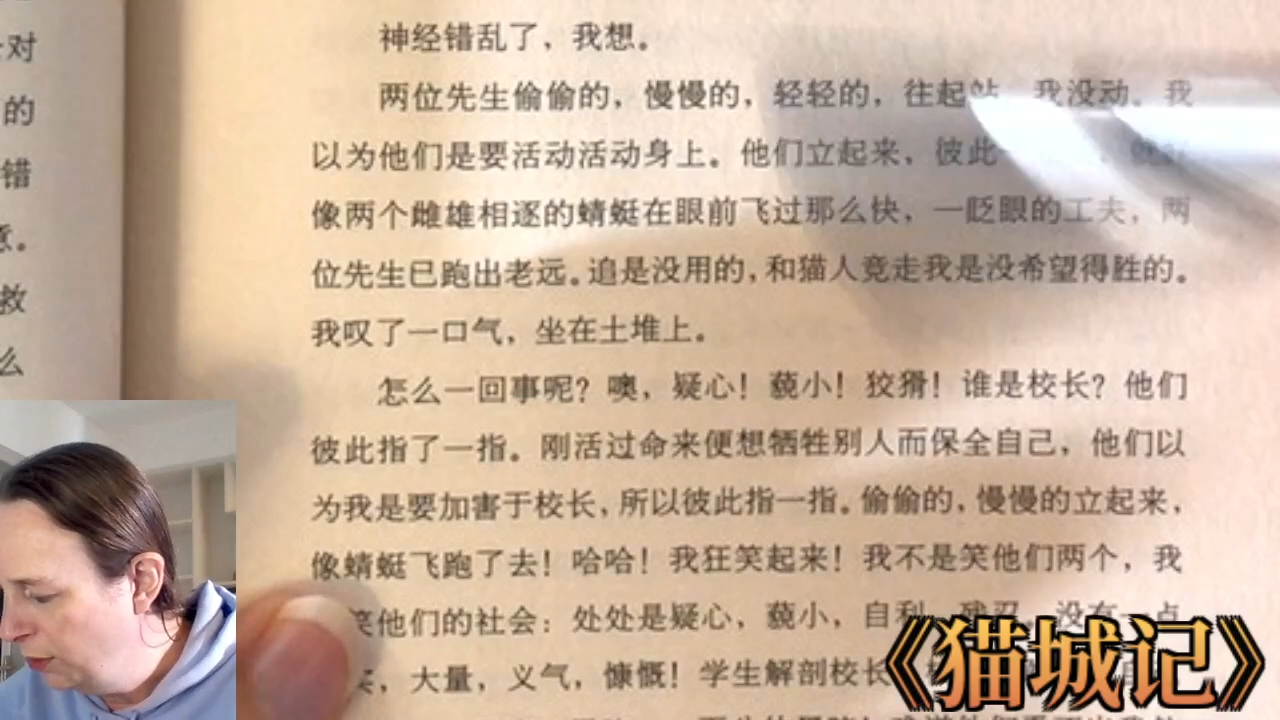 对
的
错
意。
教
么
神经错乱了，我想。
两位先生偷偷的，慢慢的，轻轻的，往起站 我没动。我
以为他们是要活动活动身上。他们立起来，彼此
像两个雌雄相逐的蜻蜓在眼前飞过那么快，一眨眼的工夫，两
位先生已跑出老远。追是没用的，和猫人竞走我是没希望得胜的。
我叹了一口气，坐在土堆上。
怎么一回事呢？噢，疑心！藐小！狡猾！谁是校长？他们
彼此指了一指。刚活过命来便想牺牲别人而保全自己，他们以
为我是要加害于校长，所以彼此指一指。偷偷的，慢慢的立起来，
像蜻蜓飞跑了去！哈哈！我狂笑起来！我不是笑他们两个，我
笑他们的社会：处处是疑心，藐小，自利，残忍。没有 点
实，大量，义气，慷慨！学生解剖校长
《猫城记》